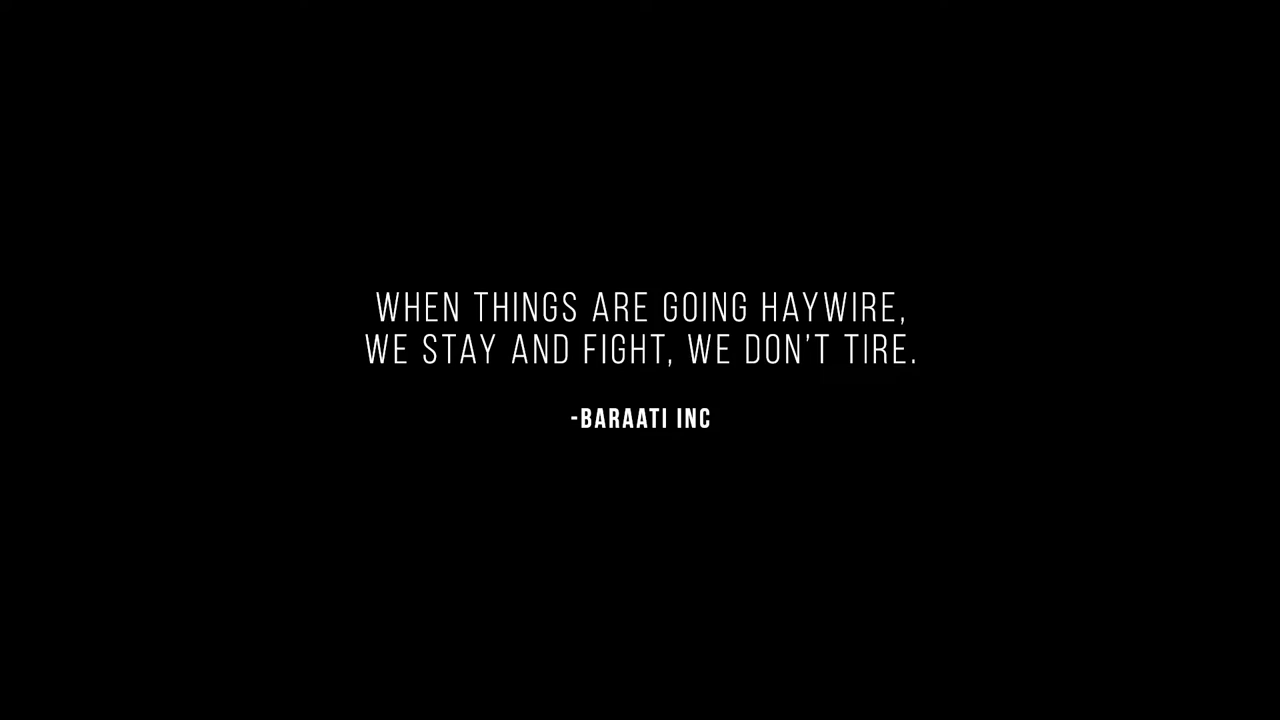 WHEN THINGS ARE GOING HAYWIRE,
WE STAY AND FIGHT, WE DON'T TIRE.
-BARAATI INC